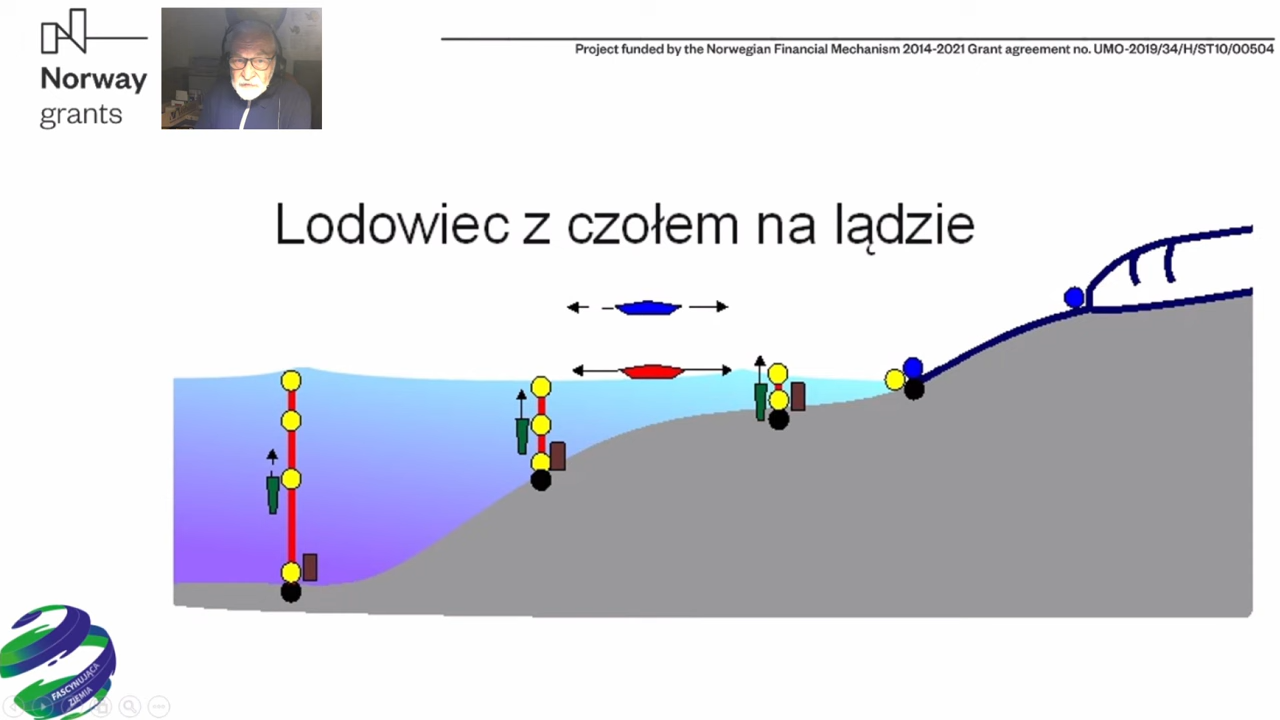 Norway
grants
Project funded by the Norwegian Financial Mechanism 2014-2021 Grant agreement no. UMO-2019/34/H/ST10/00504
Lodowiec z czołem na lądzie
FASCYNUJĄCA
ZIEMIA